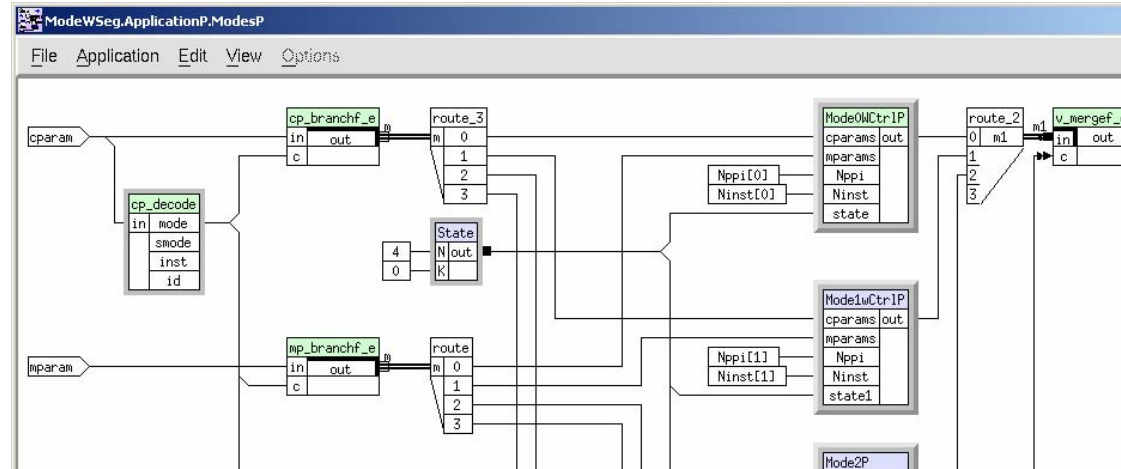 ModeWSeg.ApplicationP.ModesP
File Application Edit View Options
cparam
cp_branchf_e
in out
c
m
route_3
m 0
1
2
3
cp_decode
in mode
smode
inst
id
State
4 N out
0 K
Mode0WCtrlP
cparams out
mparams
Nppi[0] Nppi
Ninst[0] Ninst
state
route_2
0 m1
1
2
3
m1
v_mergef_
in out
c
Mode1wCtrlP
cparams out
mparams
Nppi[1] Nppi
Ninst[1] Ninst
state1
mparam
mp_branchf_e
in out
c
m
route
m 0
1
2
3
Mode2P